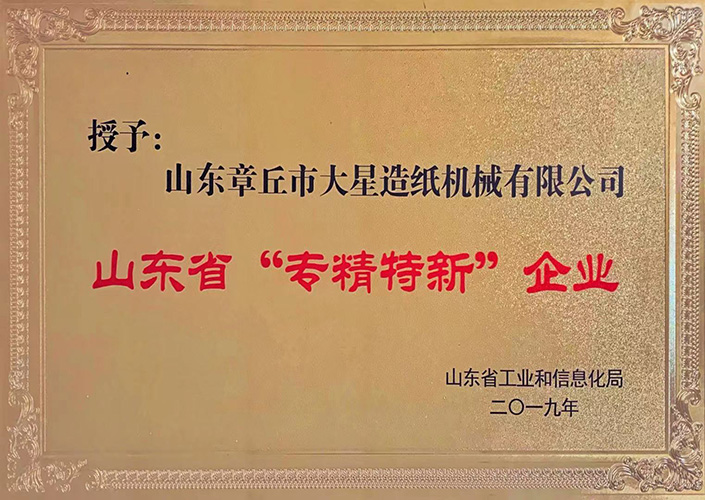 授予：
山东章丘市大星造纸机械有限公司
山东省“专精特新”企业
山东省工业和信息化局
二〇一九年